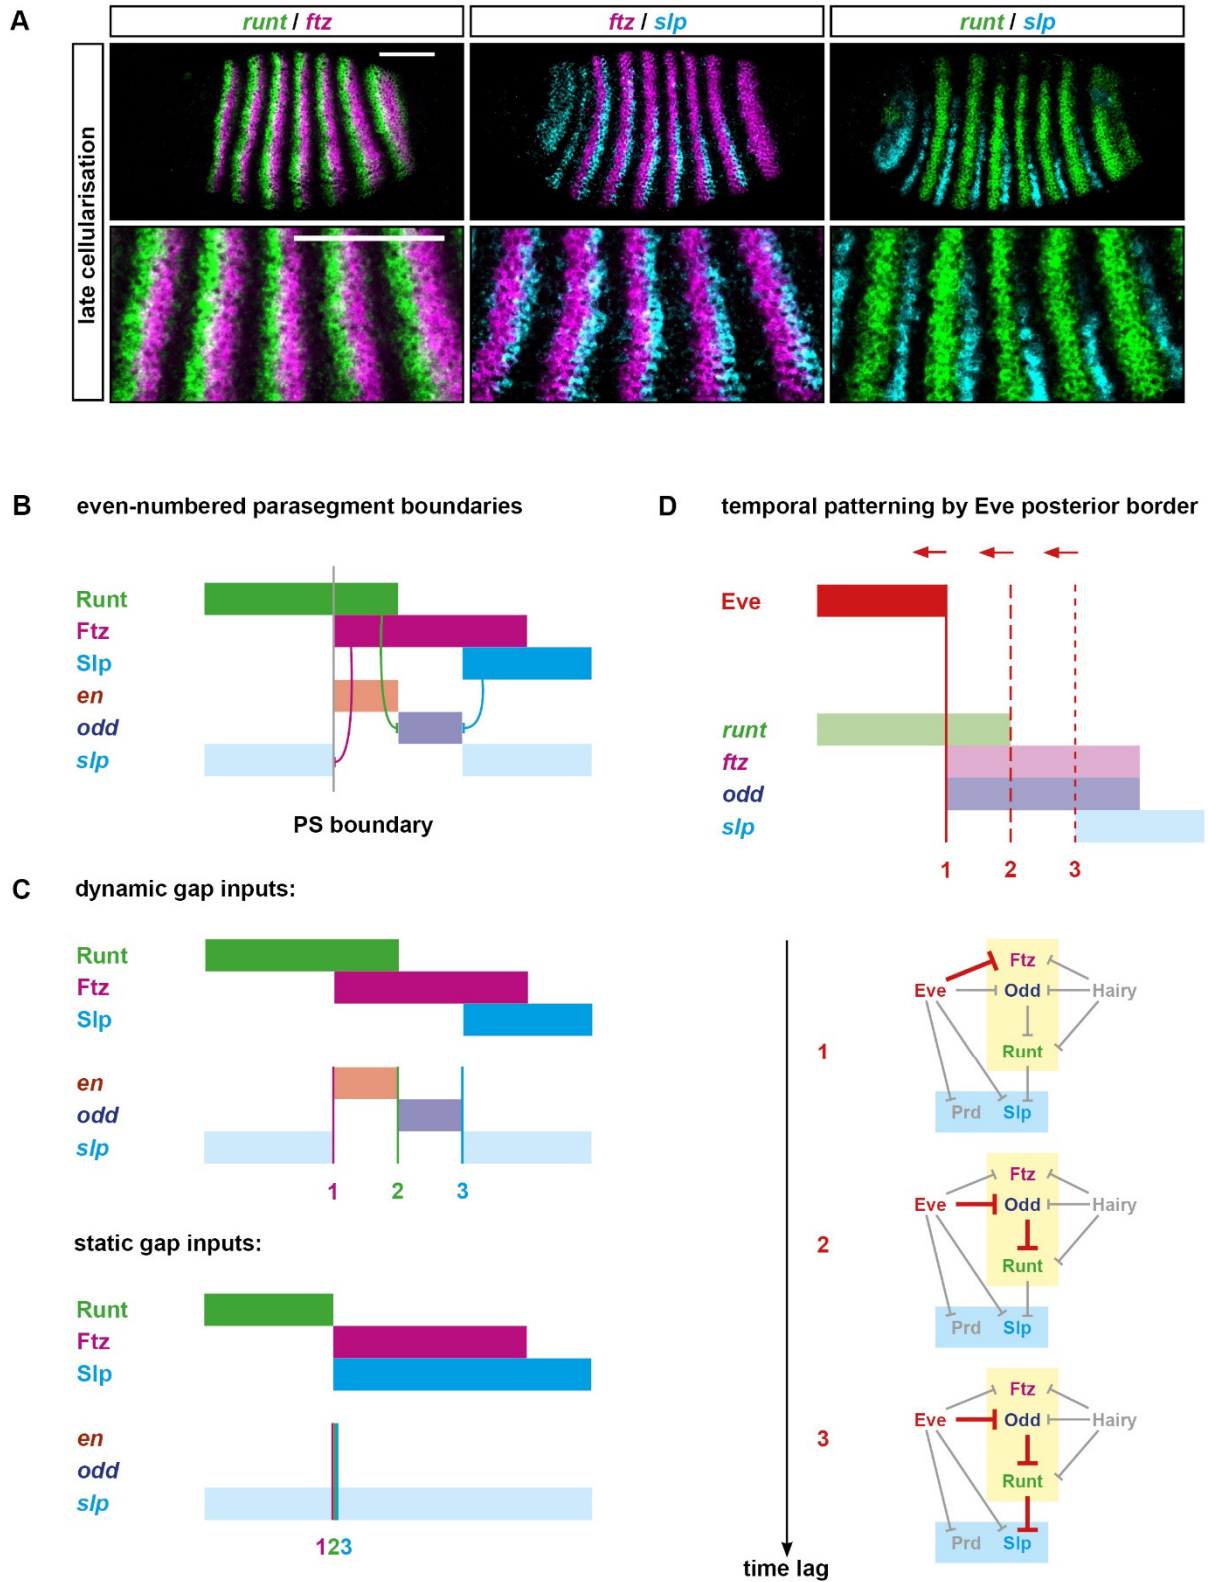 A
runt / ftz
ftz / slp
runt / slp
late cellularisation
B even-numbered parasegment boundaries
Runt
Ftz
Slp
en
odd
slp
PS boundary
C dynamic gap inputs:
Runt
Ftz
Slp
en
odd
slp
1 2 3
static gap inputs:
Runt
Ftz
Slp
en
odd
slp
123
D temporal patterning by Eve posterior border
Eve
runt
ftz
odd
slp
1 2 3
1
Ftz
Eve Odd Hairy
Runt
Prd Slp
2
Ftz
Eve Odd Hairy
Runt
Prd Slp
3
Ftz
Eve Odd Hairy
Runt
Prd Slp
time lag